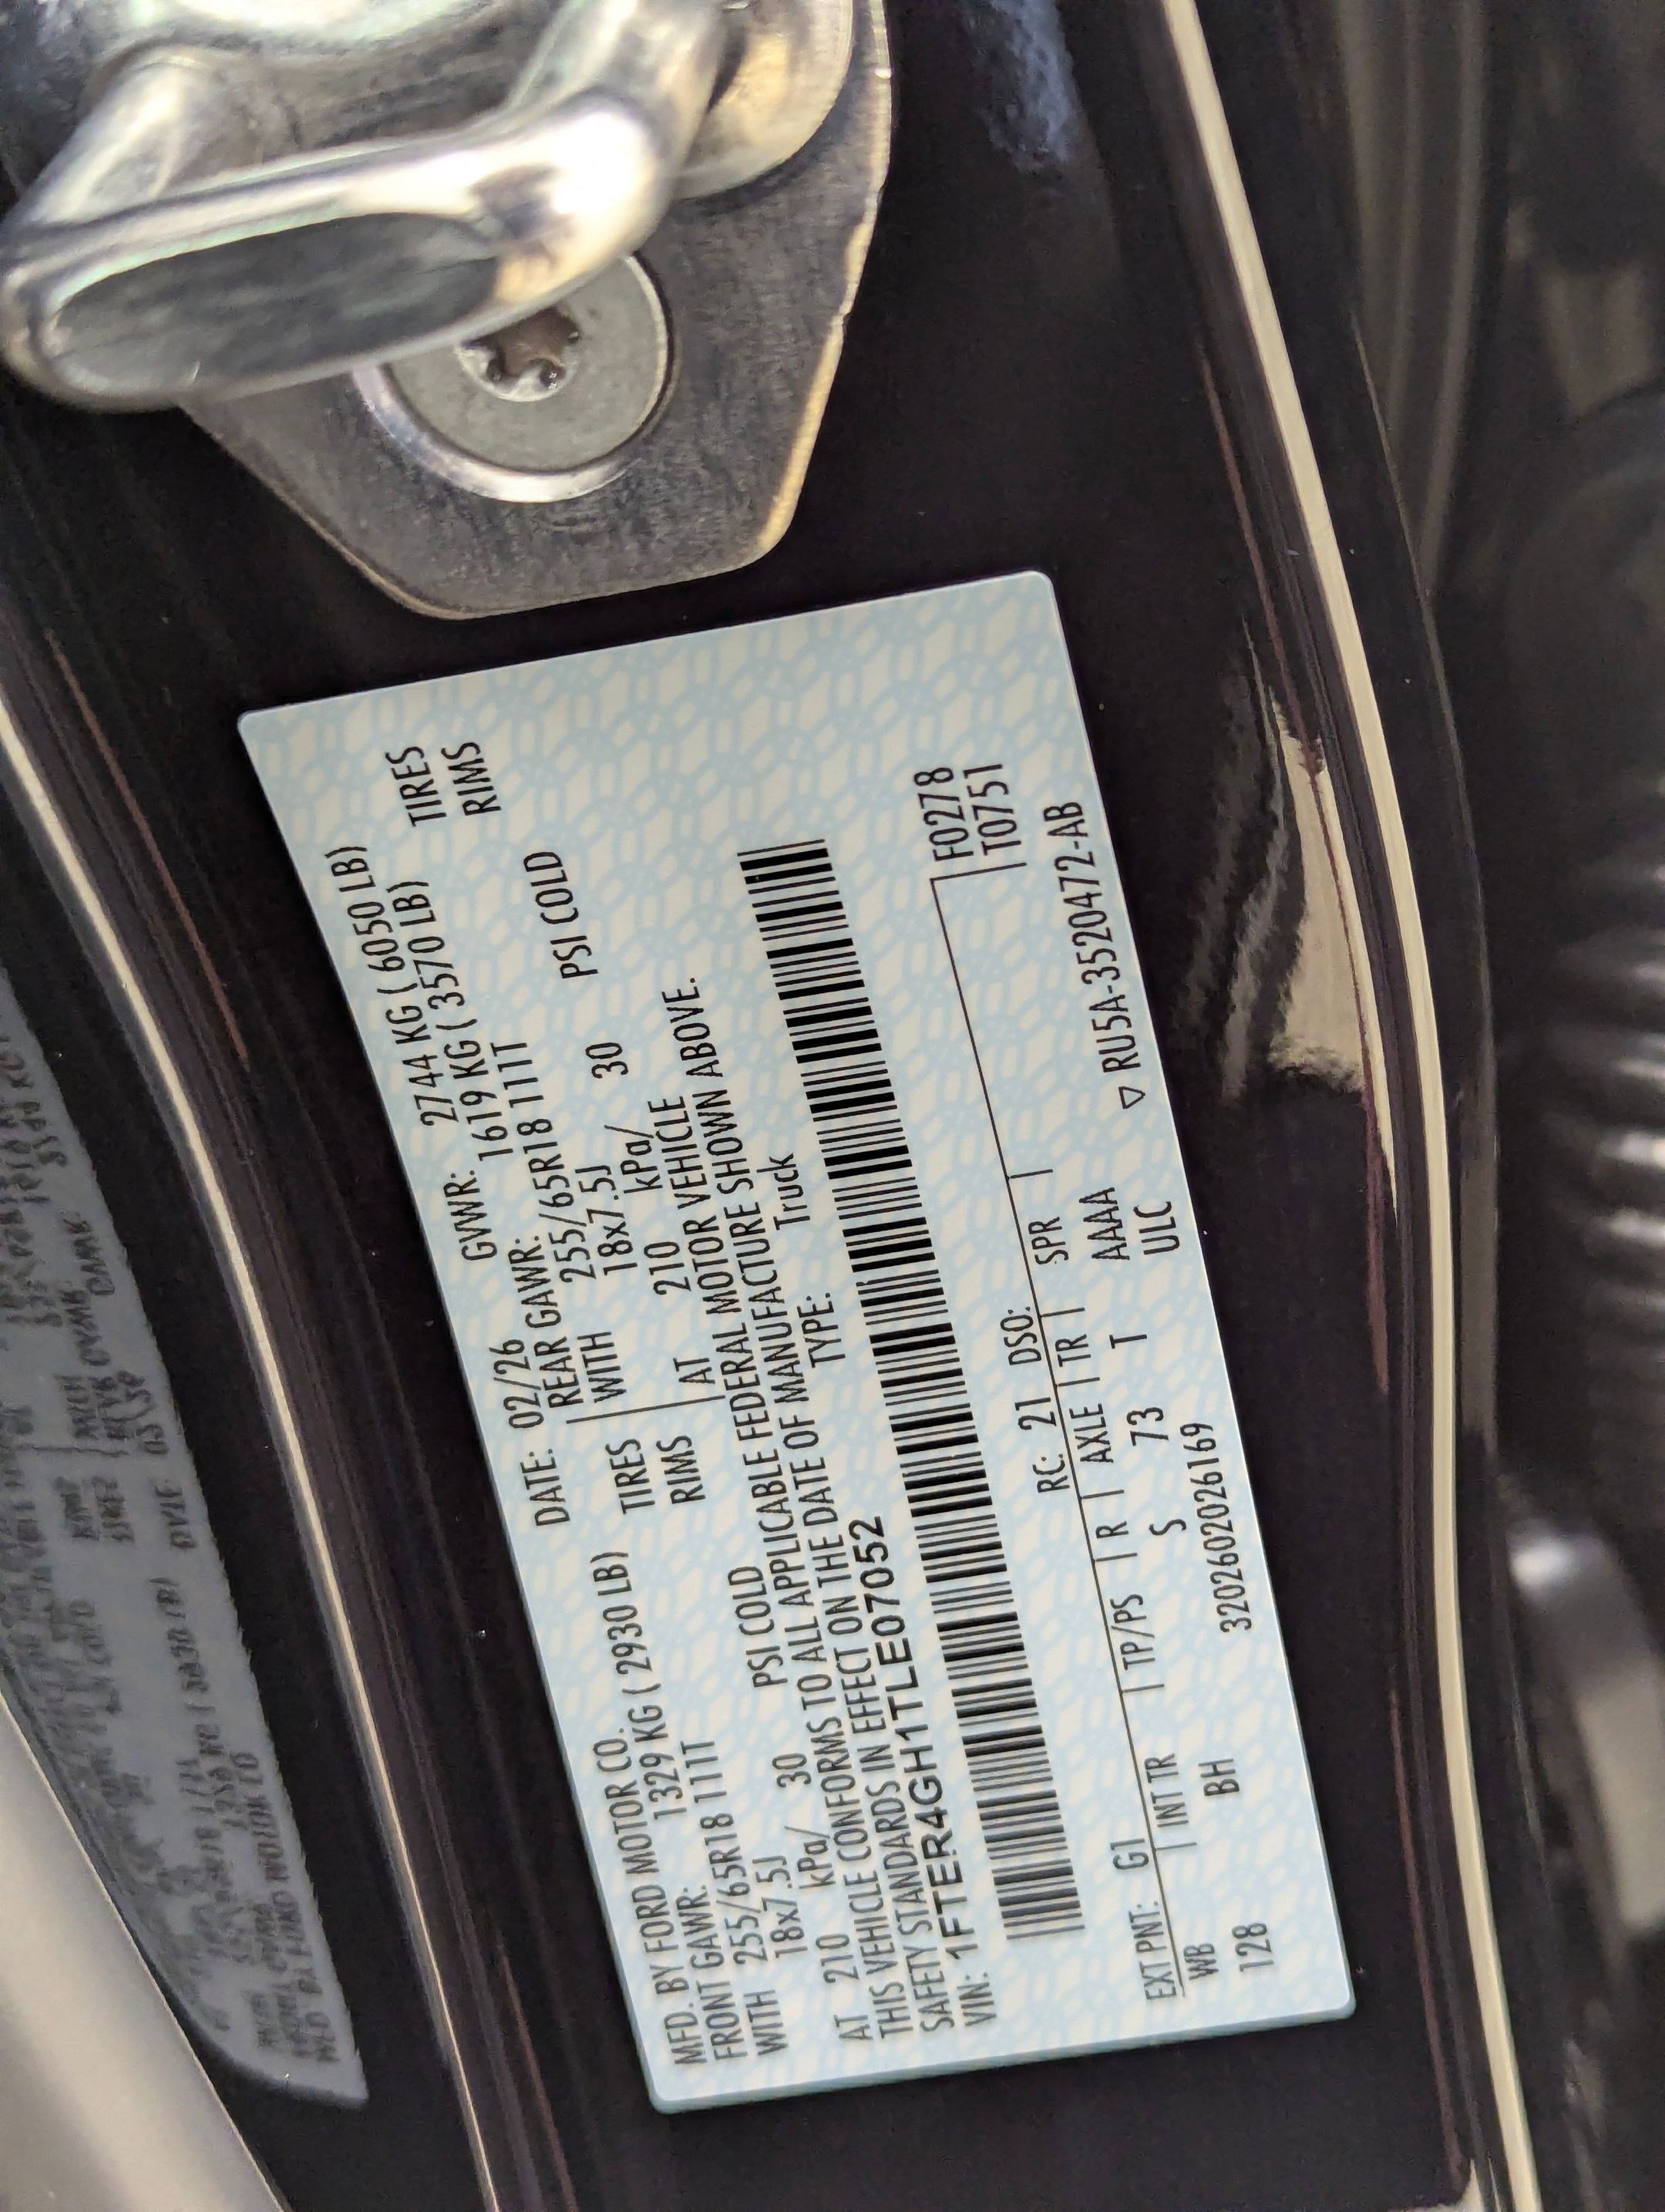 MFD. BY FORD MOTOR CO. DATE: 02/26 GVWR: 2744 KG ( 6050 LB)
FRONT GAWR: 1329 KG ( 2930 LB) REAR GAWR: 1619 KG ( 3570 LB)
WITH 255/65R18 111T TIRES WITH 255/65R18 111T TIRES
18x7.5J RIMS 18x7.5J RIMS
AT 210 kPa/ 30 PSI COLD AT 210 kPa/ 30 PSI COLD
THIS VEHICLE CONFORMS TO ALL APPLICABLE FEDERAL MOTOR VEHICLE
SAFETY STANDARDS IN EFFECT ON THE DATE OF MANUFACTURE SHOWN ABOVE.
VIN: 1FTER4GH1TLE07052 TYPE: Truck
EXT PNT: G1 RC: 21 DSO: F0278
WB INT TR TP/PS R AXLE TR SPR T0751
128 BH S 73 T AAAA
ULC
3202602026169 ▽ RU5A-3520472-AB